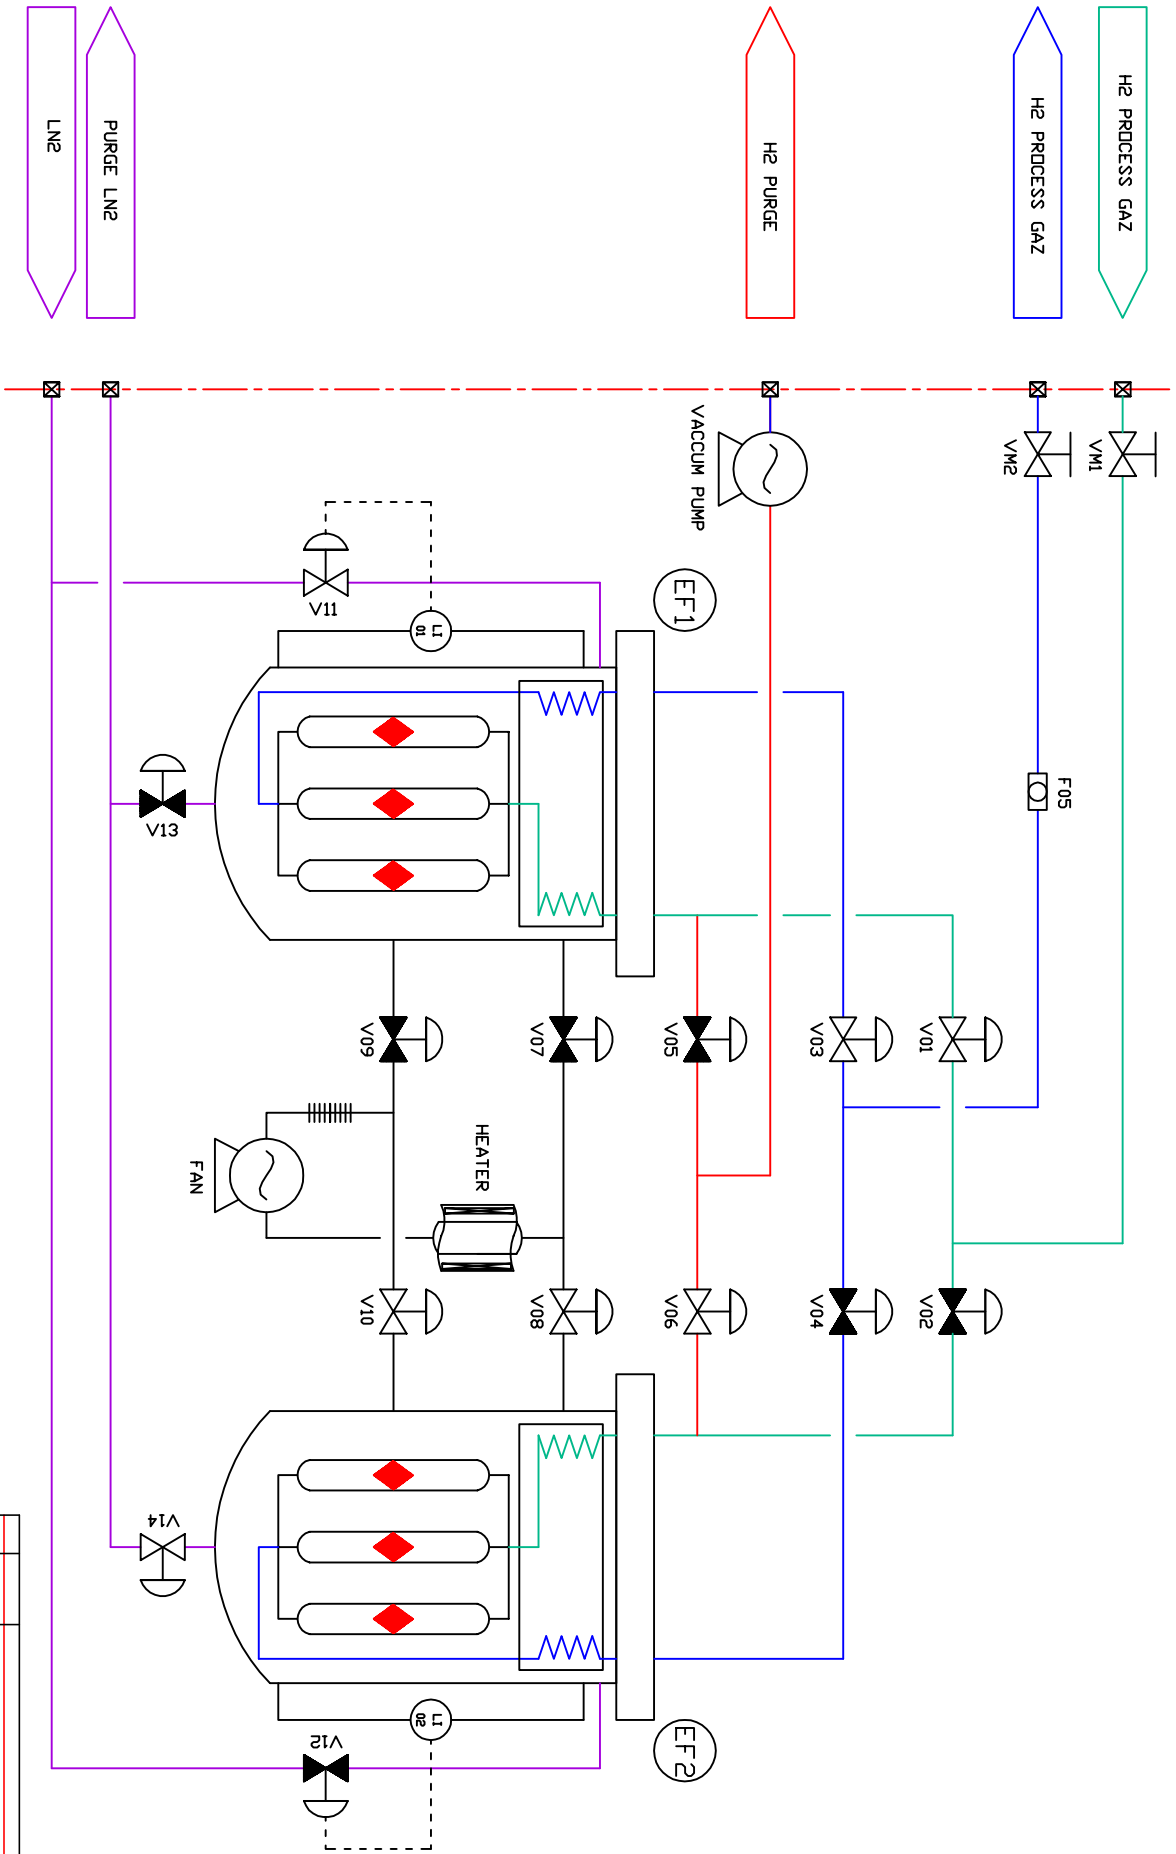 H2 PROCESS GAZ
H2 PROCESS GAZ
H2 PURGE
PURGE LN2
LN2
VM1
VM2
VACCUM PUMP
F05
EF1
V11
LI
01
V13
V01
V03
V05
V07
V09
HEATER
FAN
V02
V04
V06
V08
V10
EF2
V14
LI
02
V12